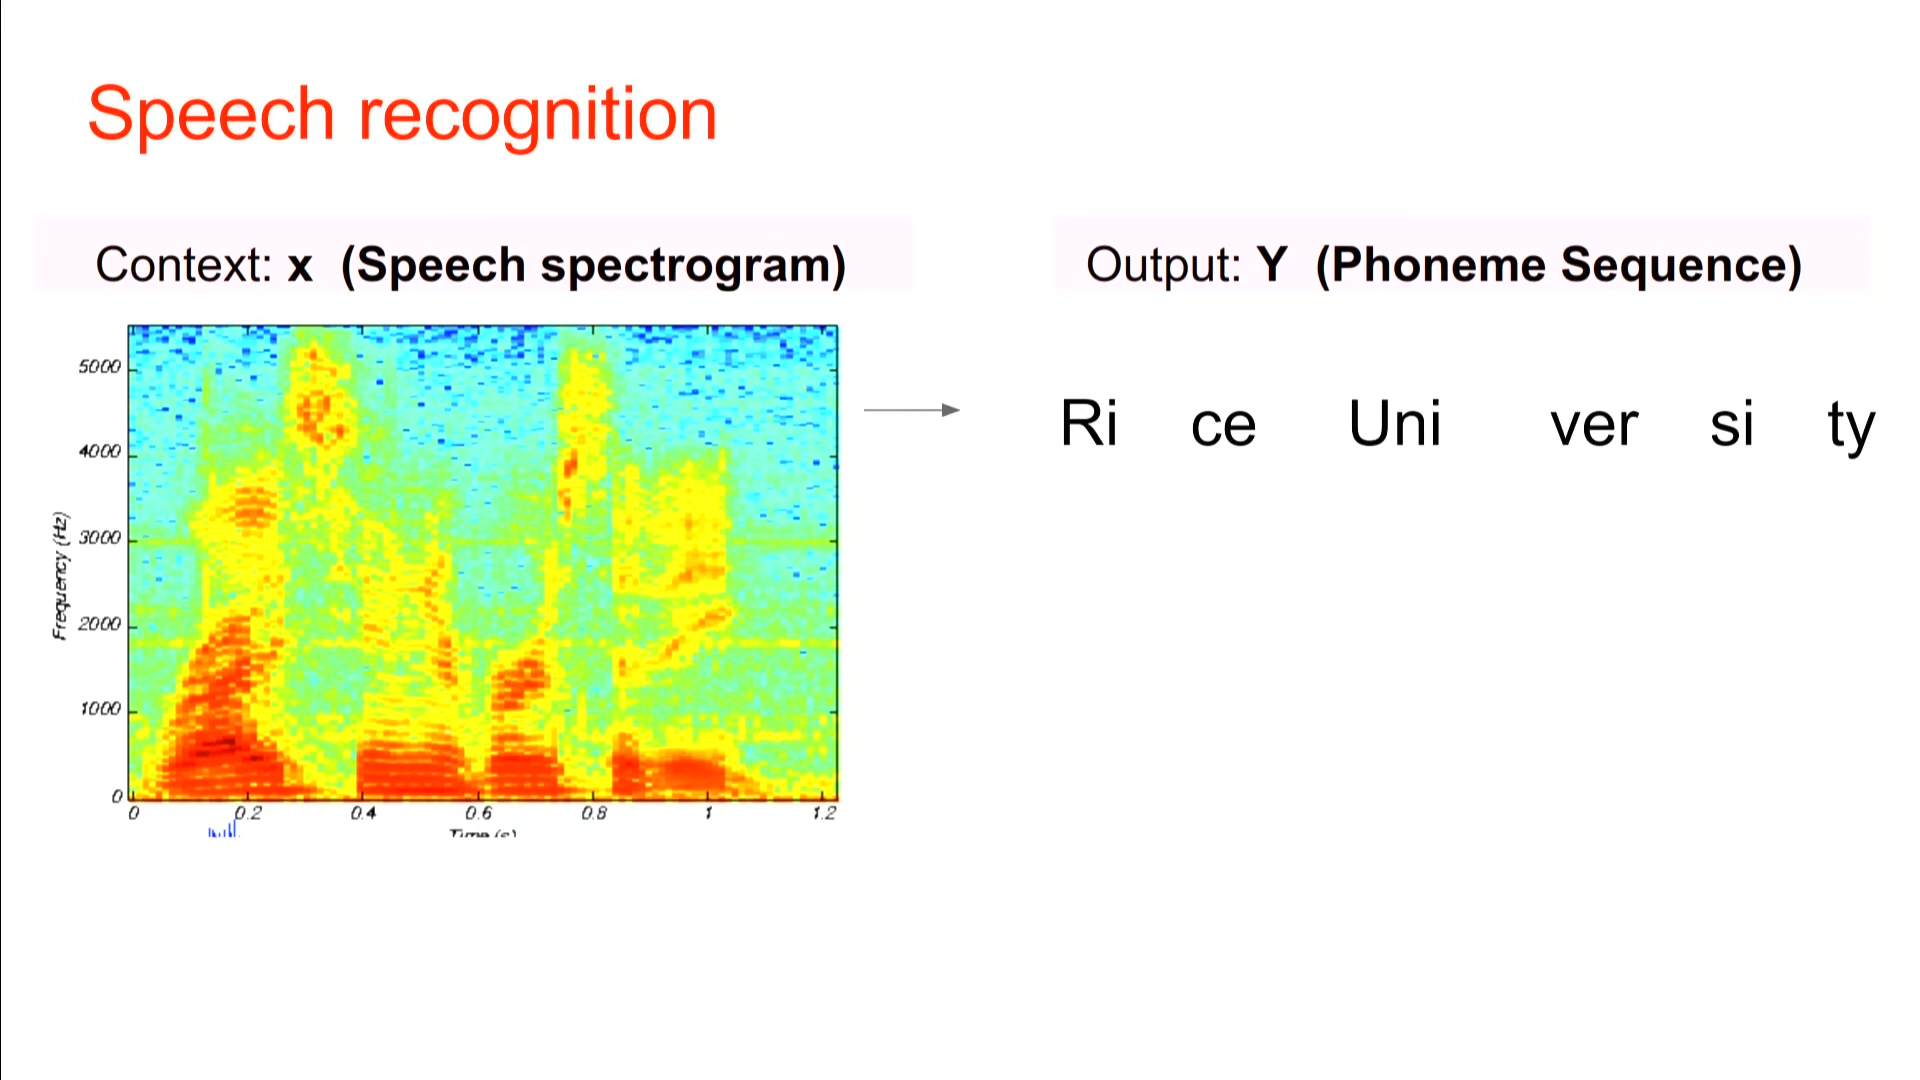 Speech recognition
Context: x (Speech spectrogram)
Output: Y (Phoneme Sequence)
Ri ce Uni ver si ty
Frequency (Hz)
5000
4000
3000
2000
1000
0
0 0.2 0.4 0.6 0.8 1 1.2
Time (s)